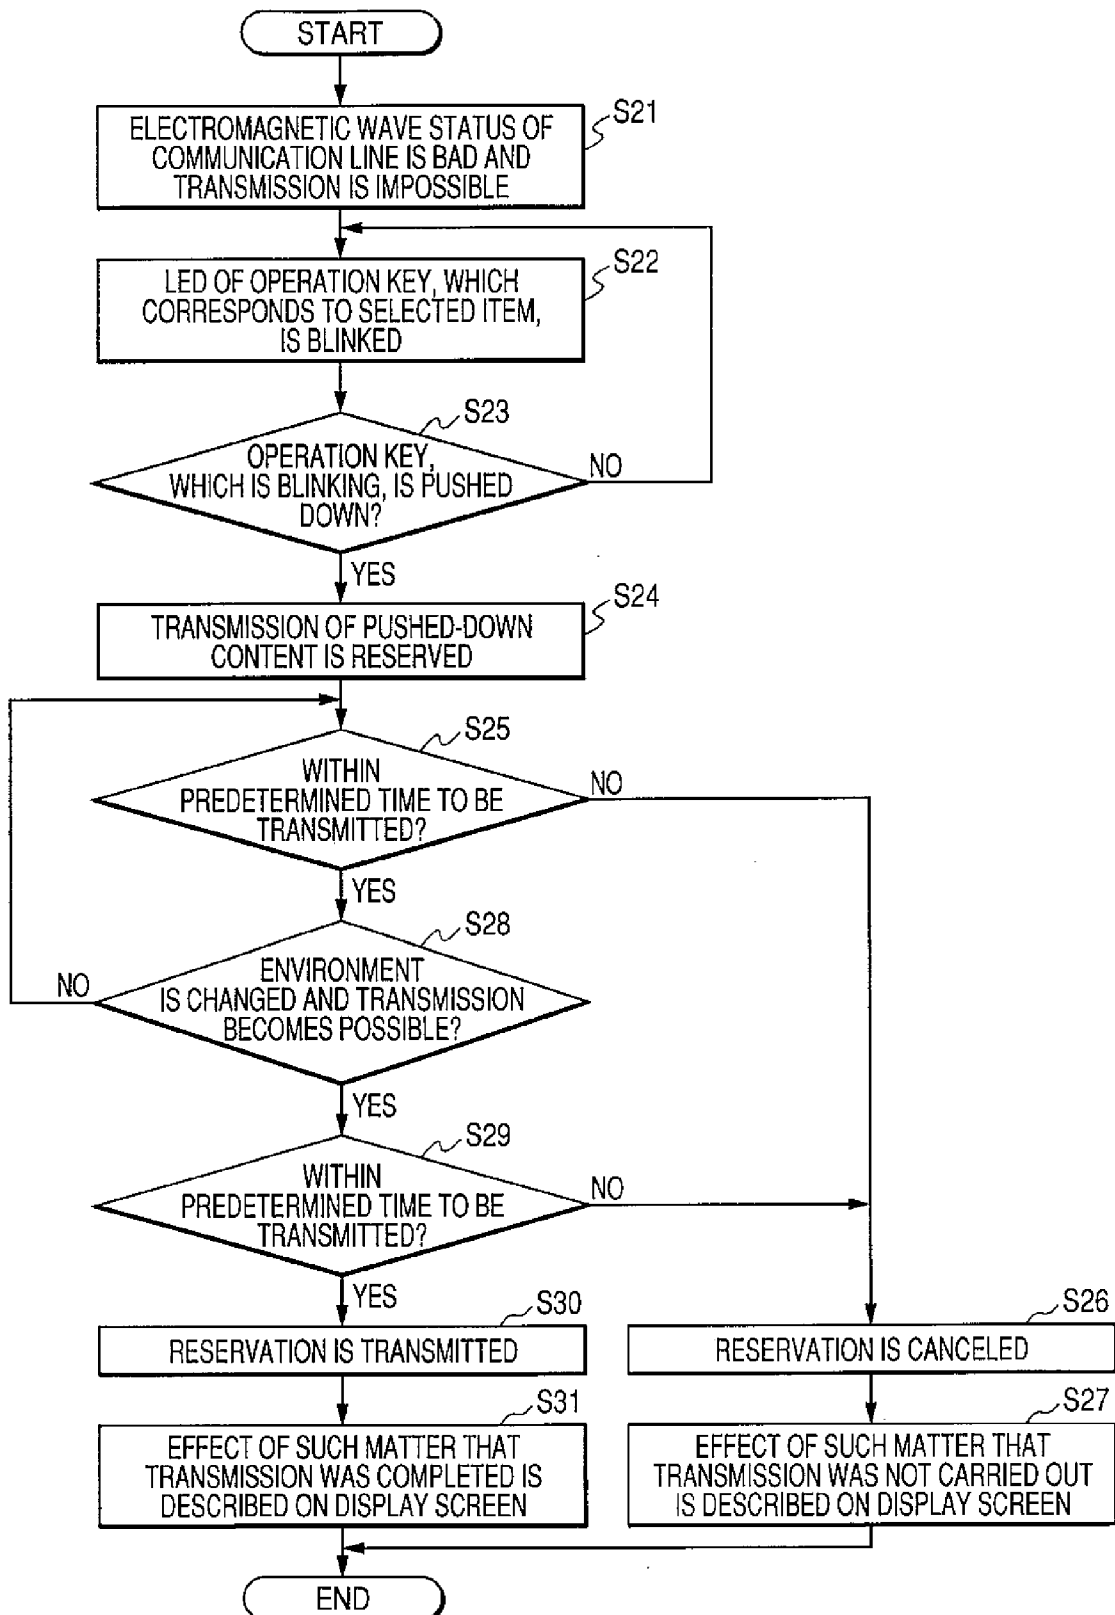 START
S21
ELECTROMAGNETIC WAVE STATUS OF
COMMUNICATION LINE IS BAD AND
TRANSMISSION IS IMPOSSIBLE
S22
LED OF OPERATION KEY, WHICH
CORRESPONDS TO SELECTED ITEM,
IS BLINKED
S23
OPERATION KEY,
WHICH IS BLINKING, IS PUSHED
DOWN?
NO
YES
S24
TRANSMISSION OF PUSHED-DOWN
CONTENT IS RESERVED
S25
WITHIN
PREDETERMINED TIME TO BE
TRANSMITTED?
NO
YES
S28
ENVIRONMENT
IS CHANGED AND TRANSMISSION
BECOMES POSSIBLE?
NO
YES
S29
WITHIN
PREDETERMINED TIME TO BE
TRANSMITTED?
NO
YES
S30
RESERVATION IS TRANSMITTED
S26
RESERVATION IS CANCELED
S31
EFFECT OF SUCH MATTER THAT
TRANSMISSION WAS COMPLETED IS
DESCRIBED ON DISPLAY SCREEN
S27
EFFECT OF SUCH MATTER THAT
TRANSMISSION WAS NOT CARRIED OUT
IS DESCRIBED ON DISPLAY SCREEN
END